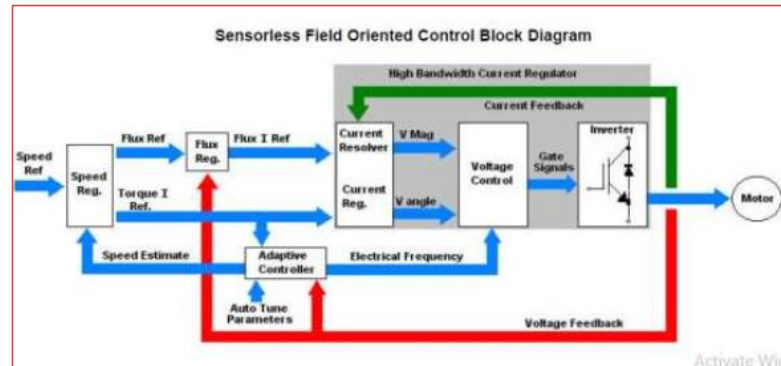 Sensorless Field Oriented Control Block Diagram
High Bandwidth Current Regulator
Current Feedback
Speed
Ref
Speed
Reg.
Flux Ref
Flux
Reg.
Flux I Ref
Torque I
Ref.
Current
Resolver
Current
Reg.
V Mag
V angle
Voltage
Control
Gate
Signals
Inverter
Motor
Speed Estimate
Adaptive
Controller
Electrical Frequency
Auto Tune
Parameters
Voltage Feedback
Activate Wi